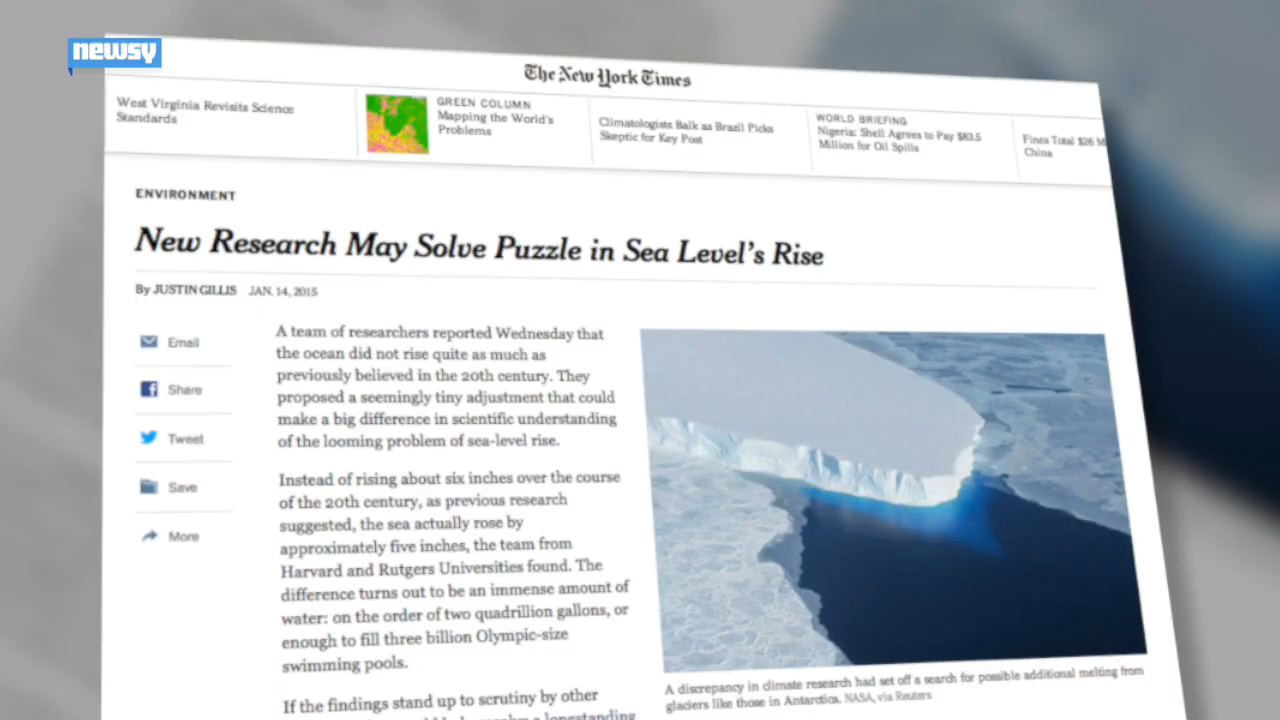 newsy
The New York Times
West Virginia Revisits Science
Standards
GREEN COLUMN
Mapping the World's
Problems
Climatologists Balk as Brazil Picks
Skeptic for Key Post
WORLD BRIEFING
Nigeria: Shell Agrees to Pay $83.5
Million for Oil Spills
Fines Total $26 M
China
ENVIRONMENT
New Research May Solve Puzzle in Sea Level's Rise
By JUSTIN GILLIS JAN. 14, 2015
Email
Share
Tweet
Save
More
A team of researchers reported Wednesday that
the ocean did not rise quite as much as
previously believed in the 20th century. They
proposed a seemingly tiny adjustment that could
make a big difference in scientific understanding
of the looming problem of sea-level rise.
Instead of rising about six inches over the course
of the 20th century, as previous research
suggested, the sea actually rose by
approximately five inches, the team from
Harvard and Rutgers Universities found. The
difference turns out to be an immense amount of
water: on the order of two quadrillion gallons, or
enough to fill three billion Olympic-size
swimming pools.
If the findings stand up to scrutiny by other
longstanding
A discrepancy in climate research had set off a search for possible additional melting from
glaciers like those in Antarctica. NASA, via Reuters